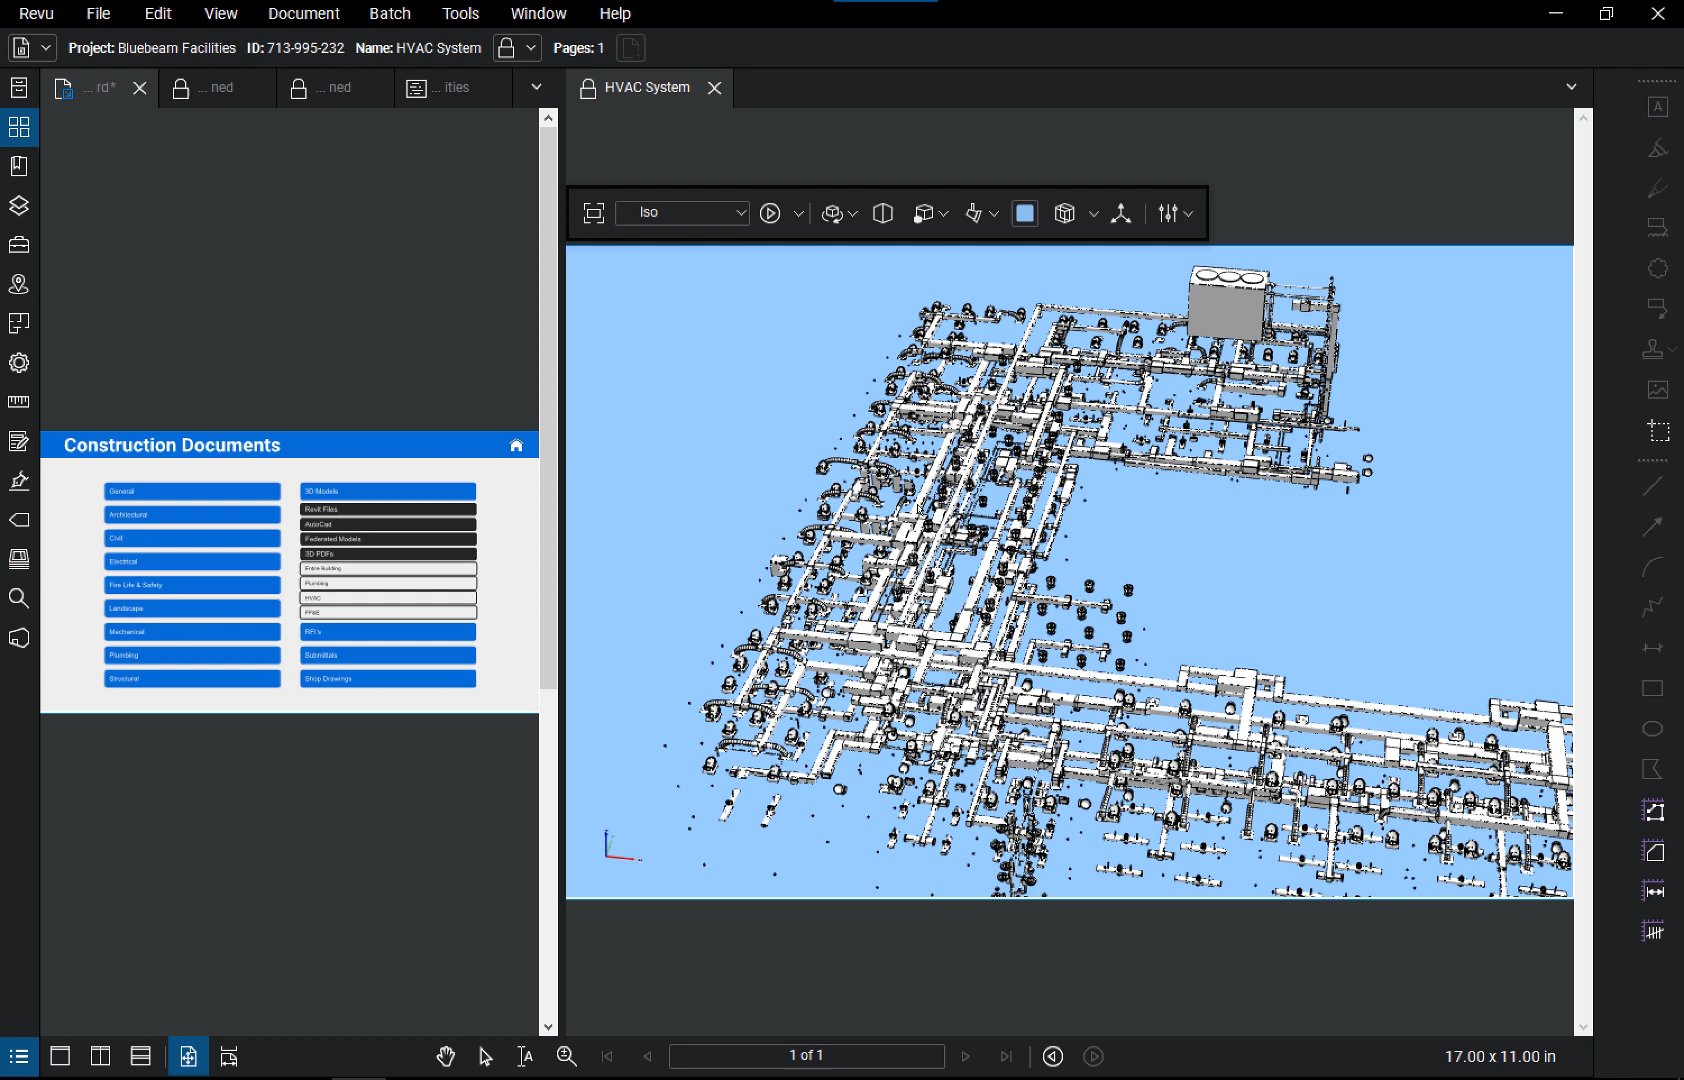 Revu File Edit View Document Batch Tools Window Help
Project: Bluebeam Facilities ID: 713-995-232 Name: HVAC System Pages: 1
... rd* ... ned ... ned ... ities HVAC System
Iso
Construction Documents
General
Architectural
Civil
Electrical
Fire Life & Safety
Landscape
Mechanical
Plumbing
Structural
3D Models
Revit Files
AutoCad
Federated Models
3D PDFs
Entire Building
Plumbing
HVAC
FF&E
RFI's
Submittals
Shop Drawings
1 of 1
17.00 x 11.00 in